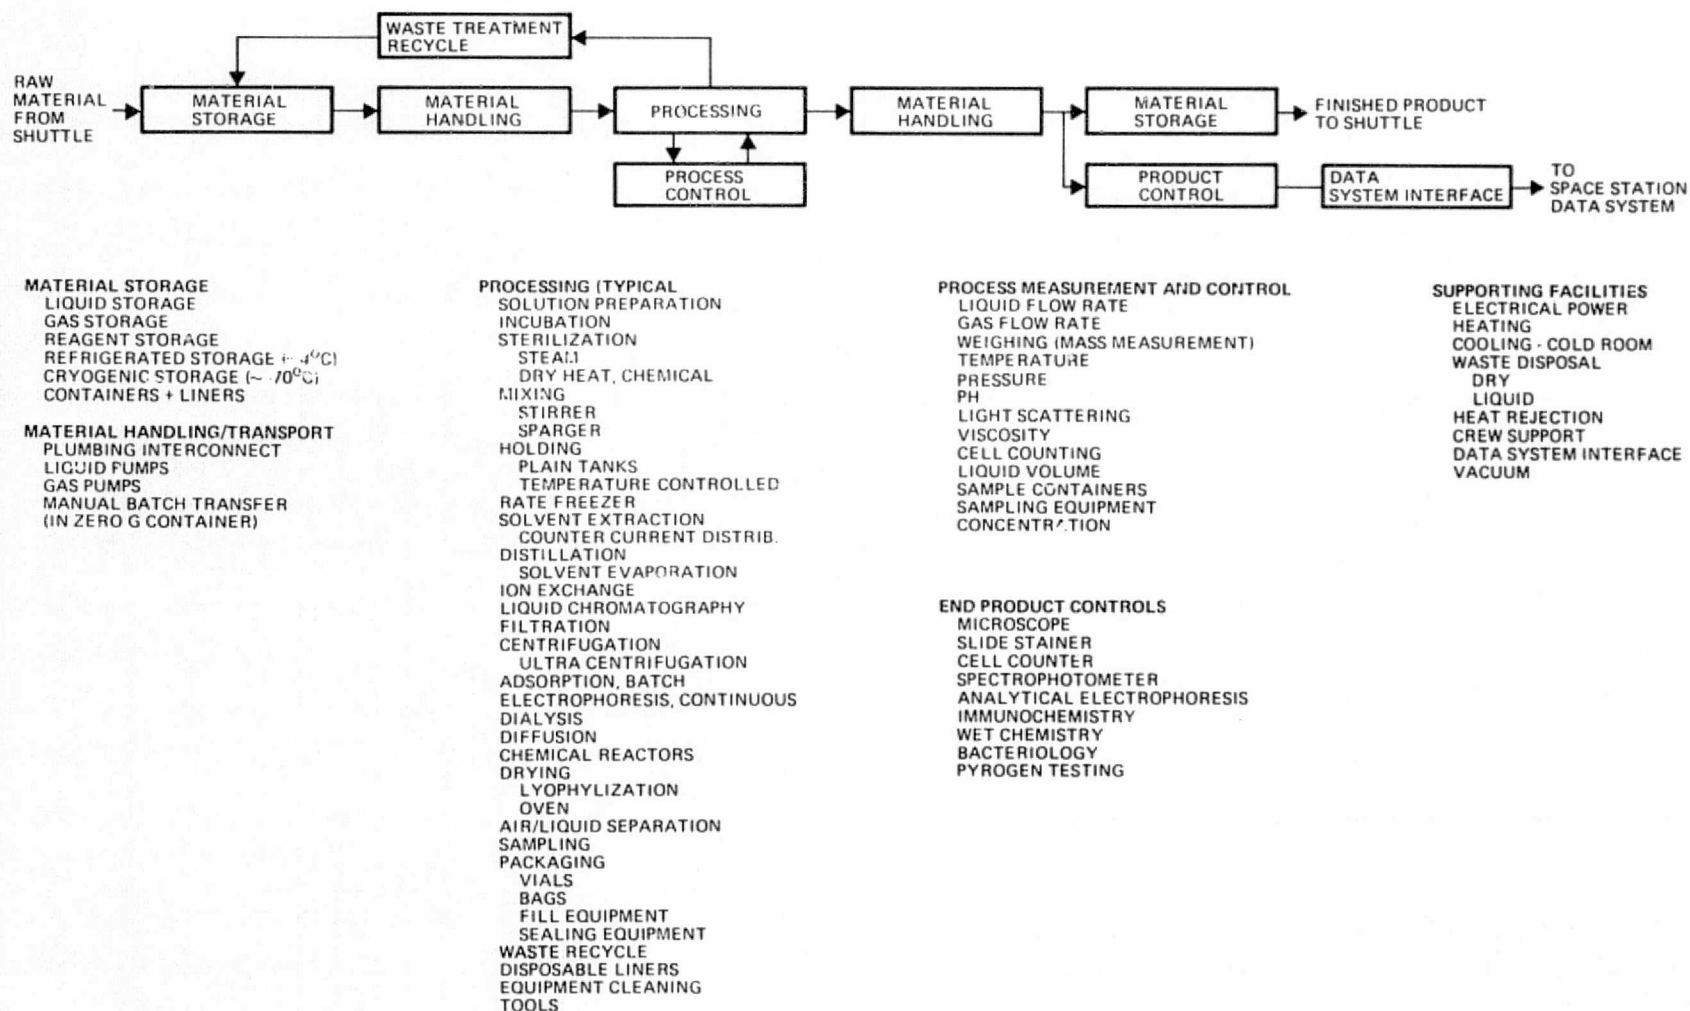 WASTE TREATMENT
RECYCLE
RAW
MATERIAL
FROM
SHUTTLE
MATERIAL
STORAGE
MATERIAL
HANDLING
PROCESSING
MATERIAL
HANDLING
MATERIAL
STORAGE
FINISHED PRODUCT
TO SHUTTLE
PROCESS
CONTROL
PRODUCT
CONTROL
DATA
SYSTEM INTERFACE
TO
SPACE STATION
DATA SYSTEM
MATERIAL STORAGE
LIQUID STORAGE
GAS STORAGE
REAGENT STORAGE
REFRIGERATED STORAGE
CRYOGENIC STORAGE
CONTAINERS + LINERS
MATERIAL HANDLING/TRANSPORT
PLUMBING INTERCONNECT
LIQUID PUMPS
GAS PUMPS
MANUAL BATCH TRANSFER
(IN ZERO G CONTAINER)
PROCESSING (TYPICAL
SOLUTION PREPARATION
INCUBATION
STERILIZATION
STEAM
DRY HEAT, CHEMICAL
MIXING
STIRRER
SPARGER
HOLDING
PLAIN TANKS
TEMPERATURE CONTROLLED
RATE FREEZER
SOLVENT EXTRACTION
COUNTER CURRENT DISTRIB.
DISTILLATION
SOLVENT EVAPORATION
ION EXCHANGE
LIQUID CHROMATOGRAPHY
FILTRATION
CENTRIFUGATION
ULTRA CENTRIFUGATION
ADSORPTION, BATCH
ELECTROPHORESIS, CONTINUOUS
DIALYSIS
DIFFUSION
CHEMICAL REACTORS
DRYING
LYOPHYLIZATION
OVEN
AIR/LIQUID SEPARATION
SAMPLING
PACKAGING
VIALS
BAGS
FILL EQUIPMENT
SEALING EQUIPMENT
WASTE RECYCLE
DISPOSABLE LINERS
EQUIPMENT CLEANING
TOOLS
PROCESS MEASUREMENT AND CONTROL
LIQUID FLOW RATE
GAS FLOW RATE
WEIGHING (MASS MEASUREMENT)
TEMPERATURE
PRESSURE
PH
LIGHT SCATTERING
VISCOSITY
CELL COUNTING
LIQUID VOLUME
SAMPLE CONTAINERS
SAMPLING EQUIPMENT
CONCENTRATION
END PRODUCT CONTROLS
MICROSCOPE
SLIDE STAINER
CELL COUNTER
SPECTROPHOTOMETER
ANALYTICAL ELECTROPHORESIS
IMMUNOCHEMISTRY
WET CHEMISTRY
BACTERIOLOGY
PYROGEN TESTING
SUPPORTING FACILITIES
ELECTRICAL POWER
HEATING
COOLING - COLD ROOM
WASTE DISPOSAL
DRY
LIQUID
HEAT REJECTION
CREW SUPPORT
DATA SYSTEM INTERFACE
VACUUM